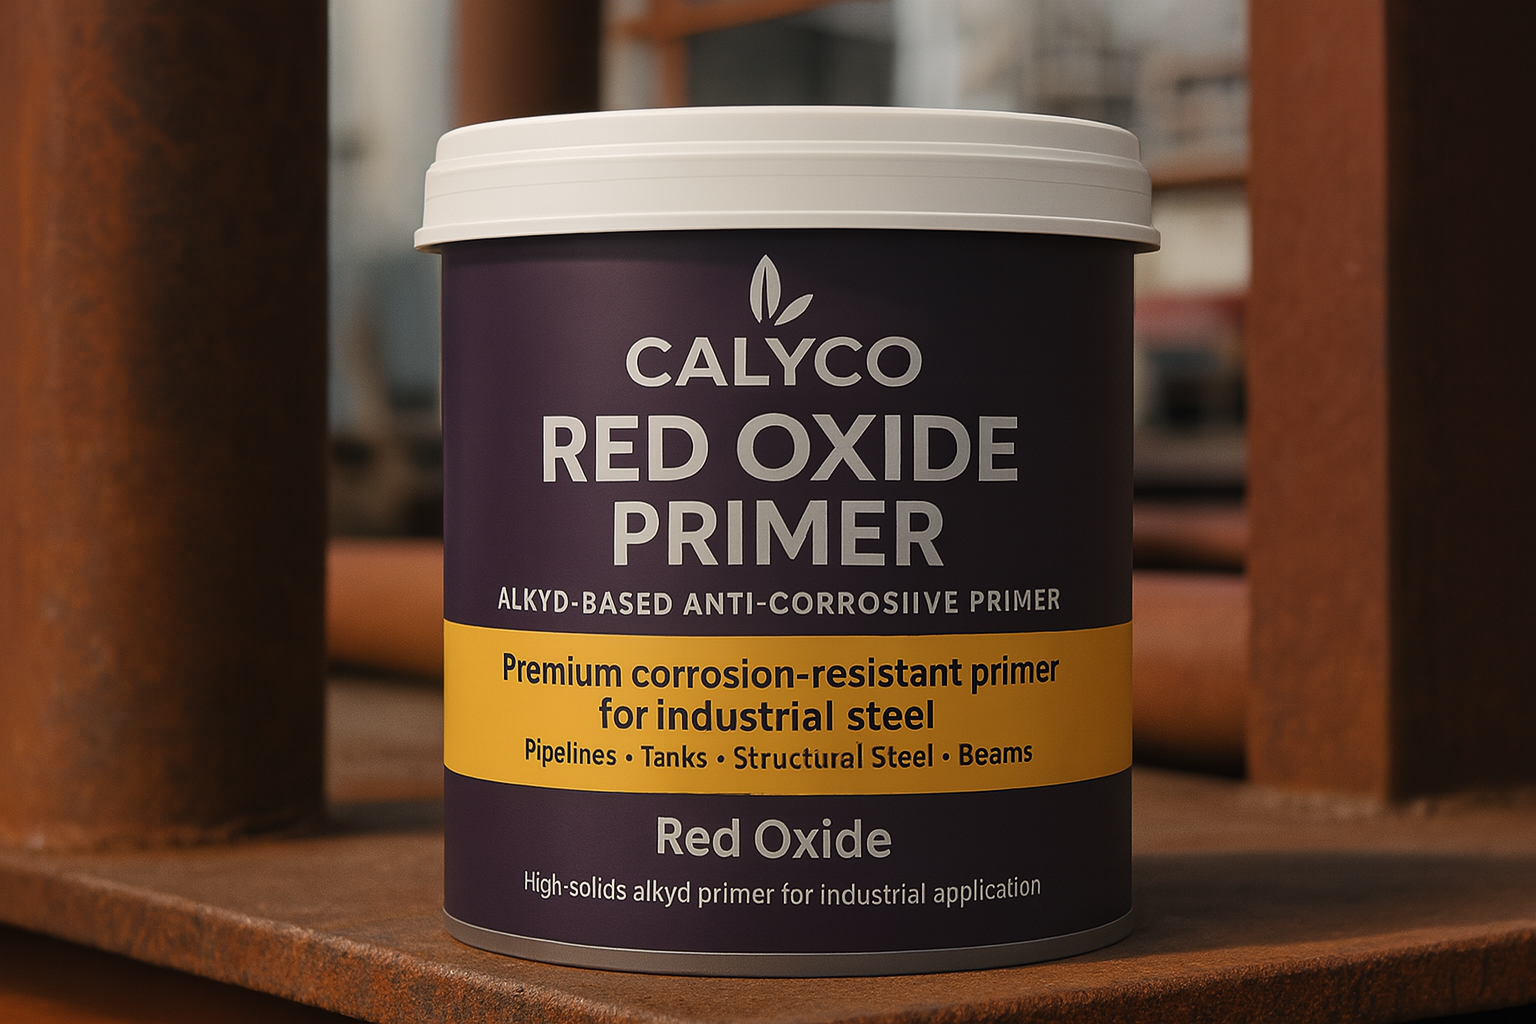 CALYCO
RED OXIDE
PRIMER
ALKYD-BASED ANTI-CORROSIIVE PRIMER
Premium corrosion-resistant primer
for industrial steel
Pipelines • Tanks • Structural Steel • Beams
Red Oxide
High-solids alkyd primer for industrial application